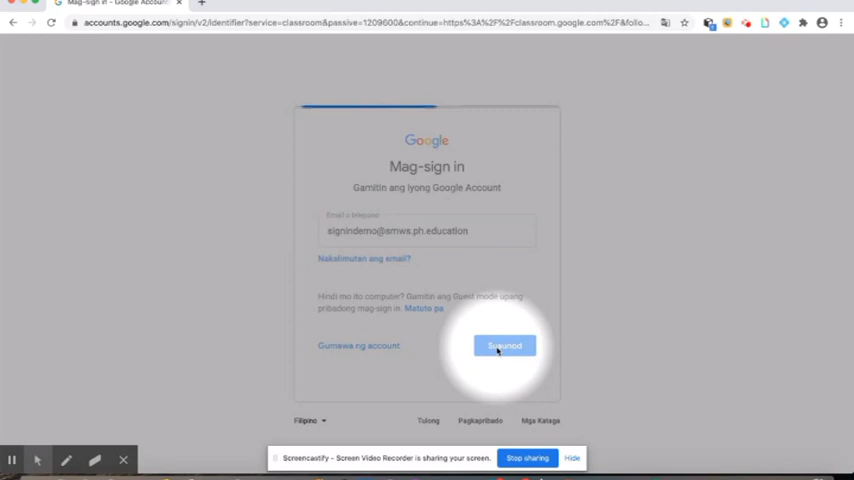 Mag-sign in - Google Accounts
accounts.google.com/signin/v2/identifier?service=classroom&passive=1209600&continue=https%3A%2F%2Fclassroom.google.com%2F&follo...
Google
Mag-sign in
Gamitin ang iyong Google Account
Email o telepono
signindemo@smws.ph.education
Nakalimutan ang email?
Hindi mo ito computer? Gamitin ang Guest mode upang
pribadong mag-sign in. Matuto pa
Gumawa ng account
Susunod
Filipino
Tulong
Pagkapribado
Mga Kataga
Screencastify - Screen Video Recorder is sharing your screen.
Stop sharing
Hide